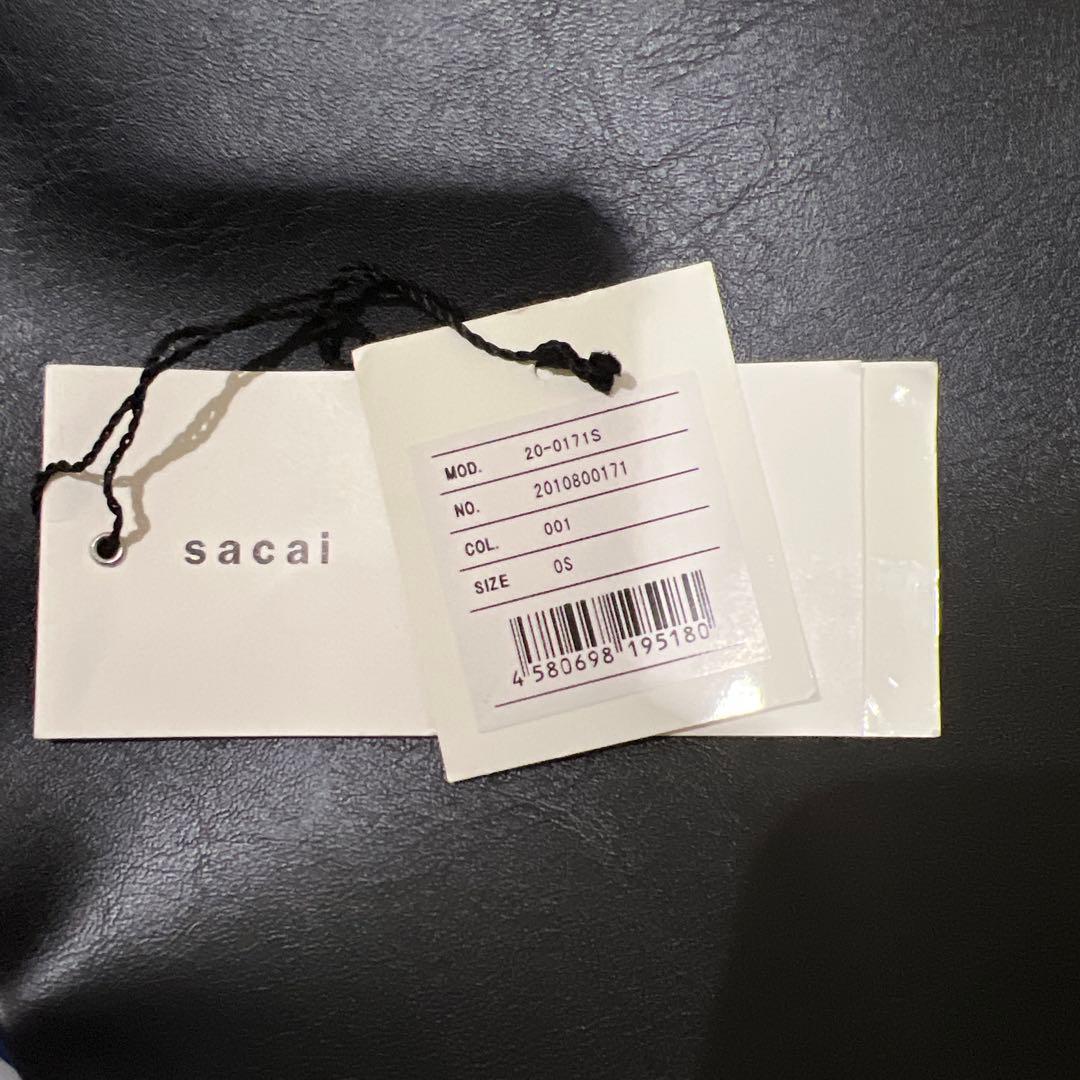 sacai
MOD. 20-0171S
NO. 2010800171
COL. 001
SIZE OS
4 580698 195180